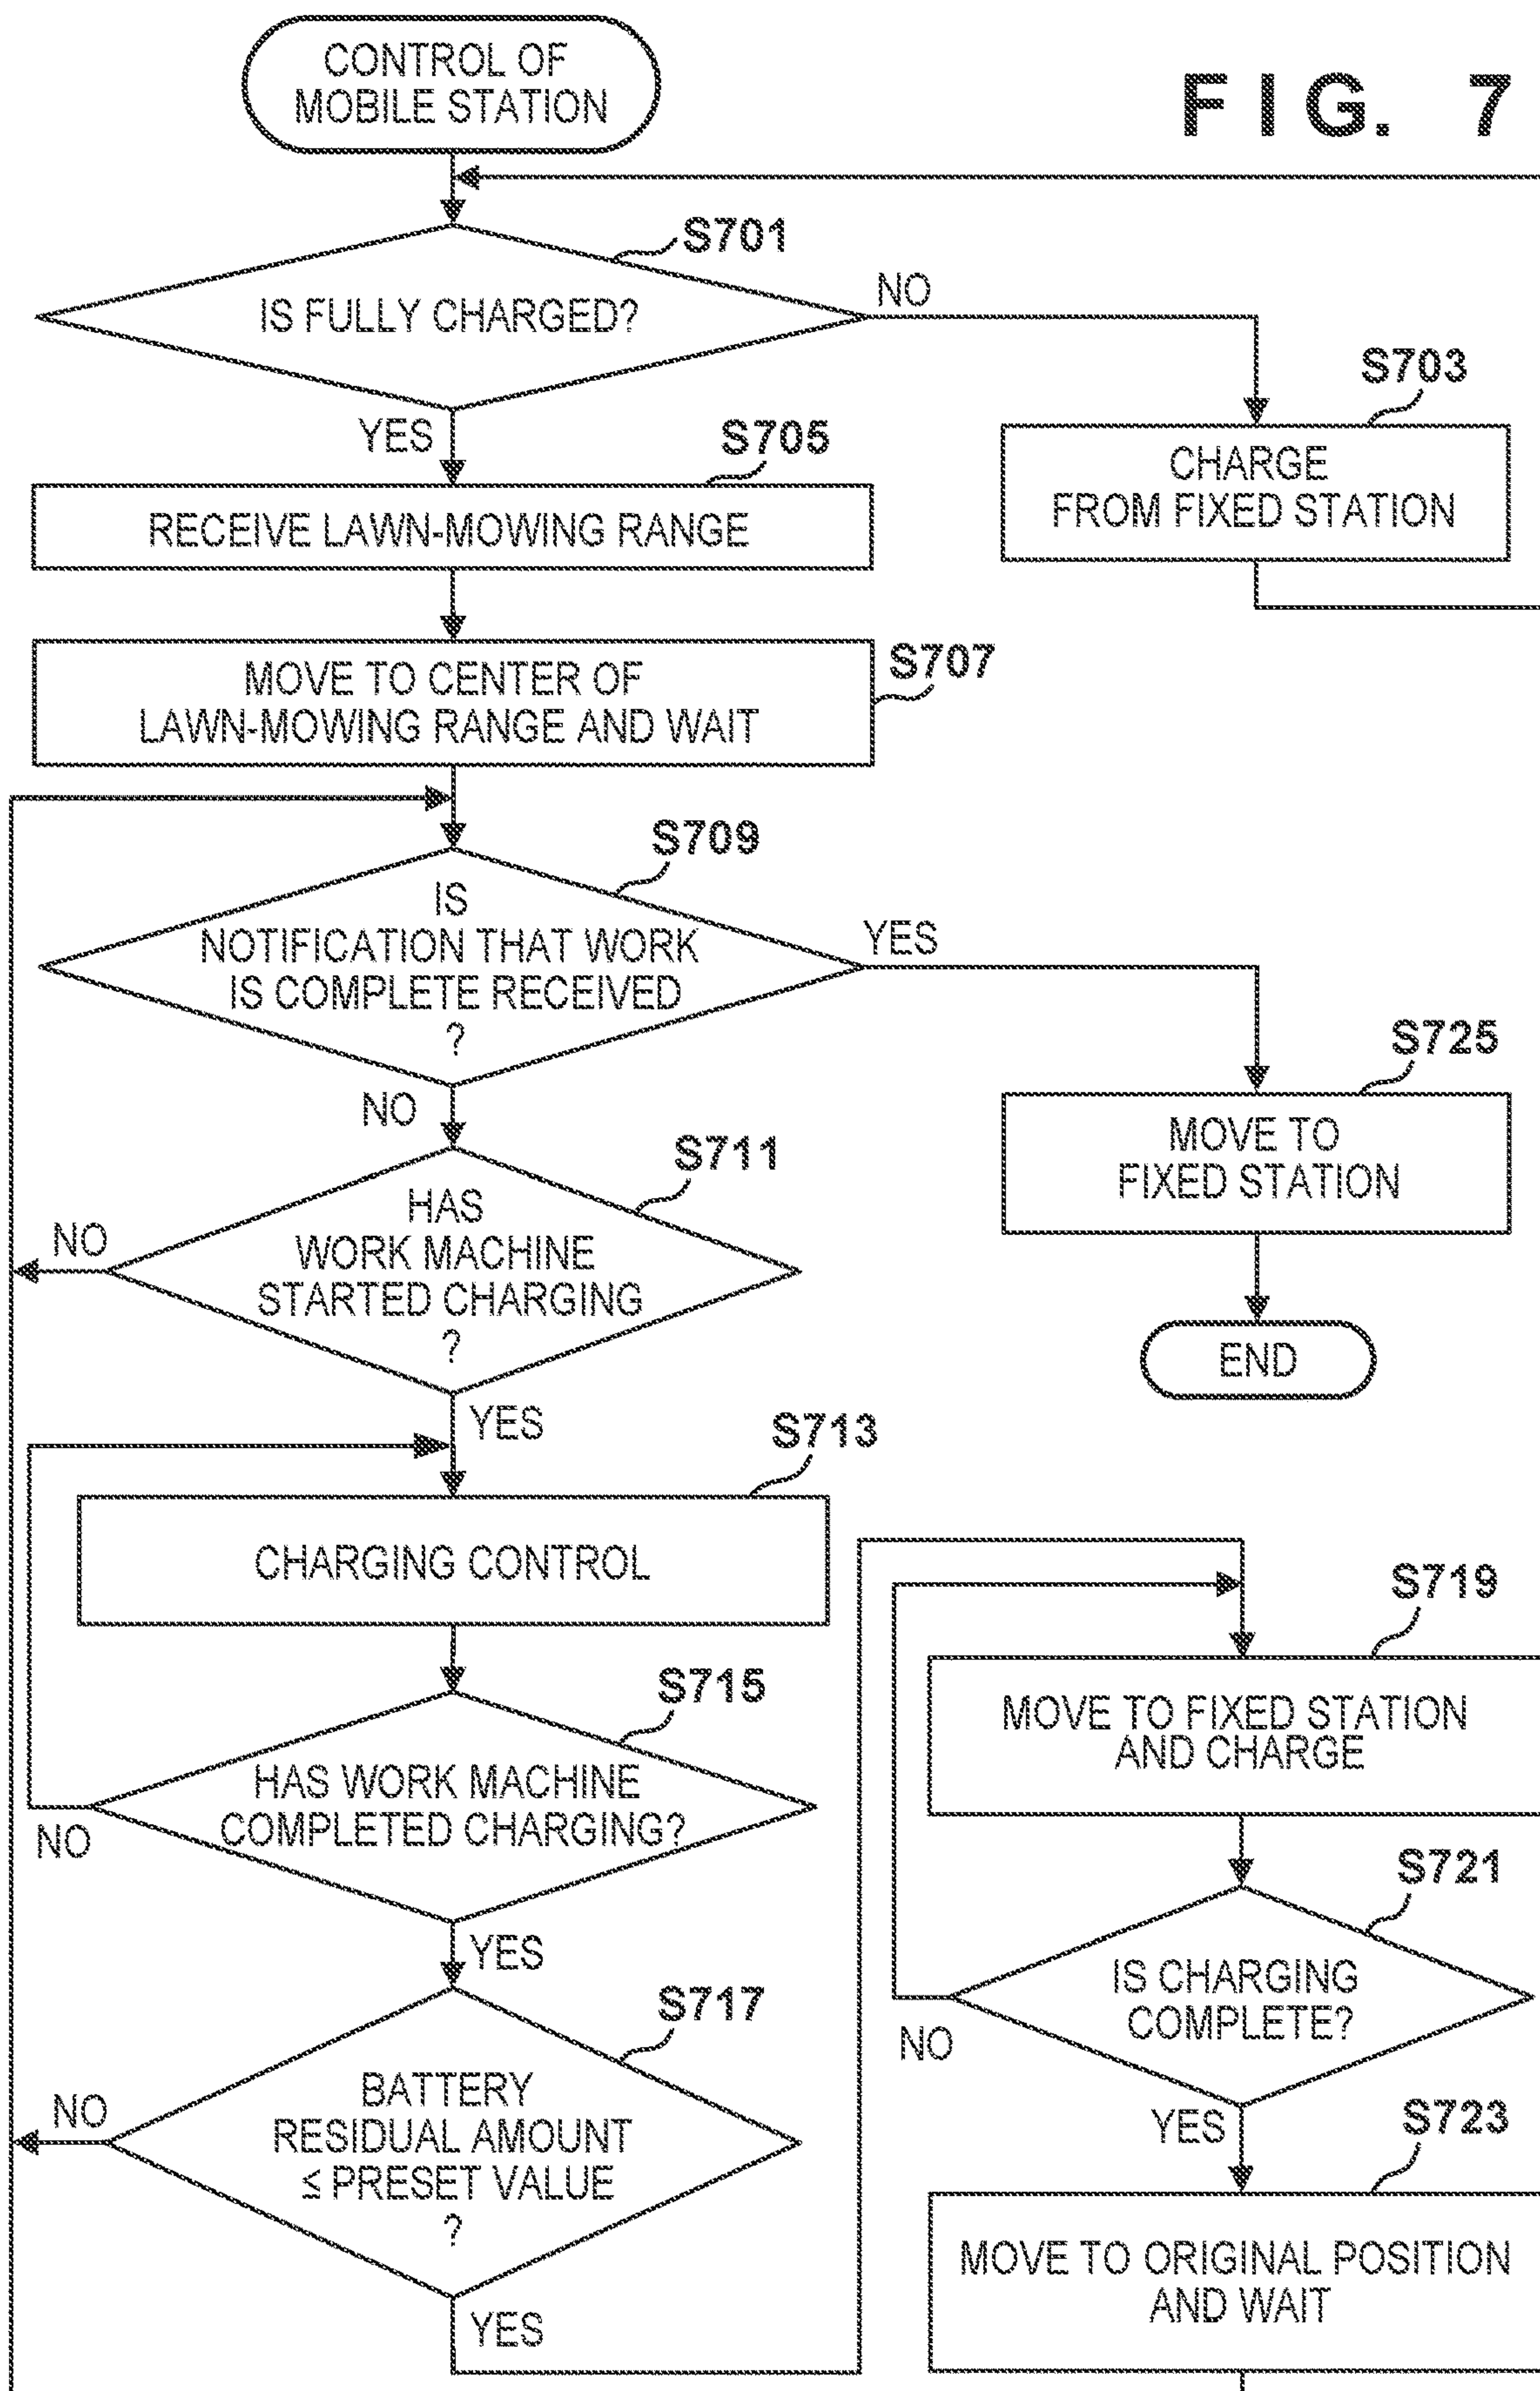 CONTROL OF
MOBILE STATION
FIG. 7
S701
IS FULLY CHARGED?
NO
S703
CHARGE
FROM FIXED STATION
YES
S705
RECEIVE LAWN-MOWING RANGE
S707
MOVE TO CENTER OF
LAWN-MOWING RANGE AND WAIT
S709
IS
NOTIFICATION THAT WORK
IS COMPLETE RECEIVED
?
YES
S725
MOVE TO
FIXED STATION
END
NO
S711
HAS
WORK MACHINE
STARTED CHARGING
?
NO
YES
S713
CHARGING CONTROL
S715
HAS WORK MACHINE
COMPLETED CHARGING?
NO
YES
S717
BATTERY
RESIDUAL AMOUNT
≤ PRESET VALUE
?
NO
YES
S719
MOVE TO FIXED STATION
AND CHARGE
S721
IS CHARGING
COMPLETE?
NO
YES
S723
MOVE TO ORIGINAL POSITION
AND WAIT